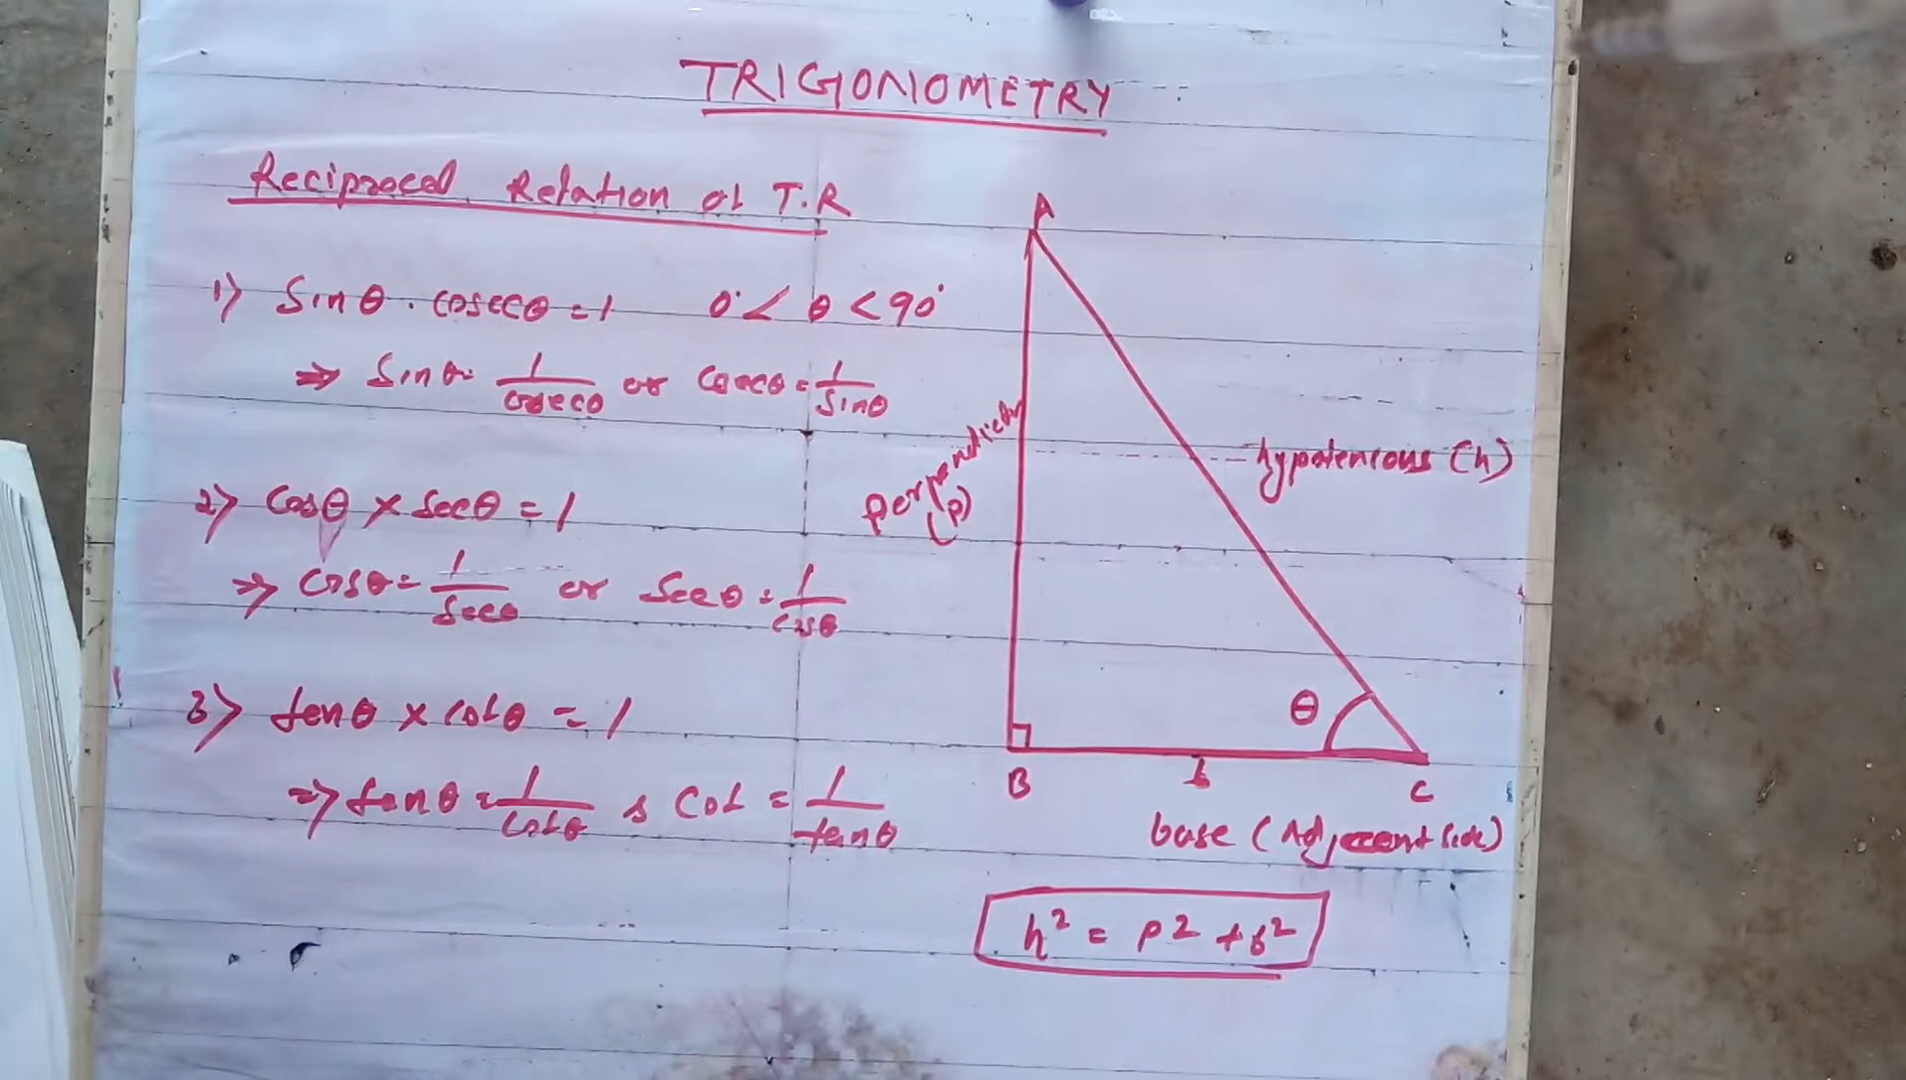 TRIGONOMETRY
Reciprocal Relation of T.R
1) Sinθ . cosecθ = 1 0° < θ < 90°
⇒ Sinθ = 1/cosecθ or Cosecθ = 1/Sinθ
2) Cosθ × Secθ = 1
⇒ Cosθ = 1/Secθ or Secθ = 1/Cosθ
3) tanθ × cotθ = 1
⇒ tanθ = 1/cotθ & Cot = 1/tanθ
A
perpendicular
(p)
hypoteneous (h)
θ
B
b
C
base (Adjecent side)
h² = p² + b²